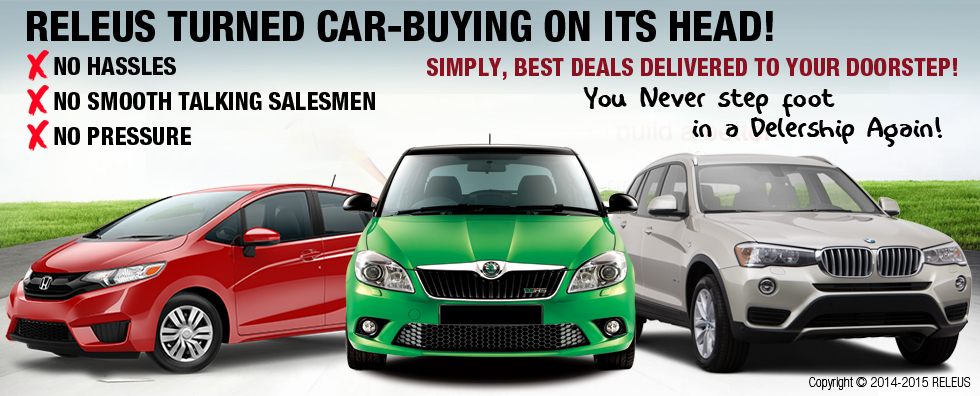 RELEUS TURNED CAR-BUYING ON ITS HEAD!
✗ NO HASSLES
✗ NO SMOOTH TALKING SALESMEN
✗ NO PRESSURE
SIMPLY, BEST DEALS DELIVERED TO YOUR DOORSTEP!
You Never step foot
in a Delership Again!
Copyright © 2014-2015 RELEUS